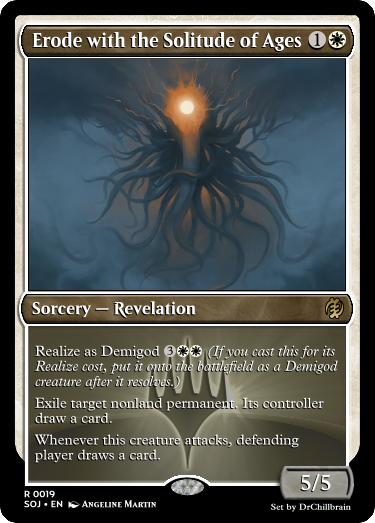 Erode with the Solitude of Ages 1
Sorcery — Revelation
Realize as Demigod 3 (If you cast this for its
Realize cost, put it onto the battlefield as a Demigod
creature after it resolves.)
Exile target nonland permanent. Its controller
draw a card.
Whenever this creature attacks, defending
player draws a card.
5/5
R 0019
SOJ • EN Angeline Martin
Set by DrChillbrain